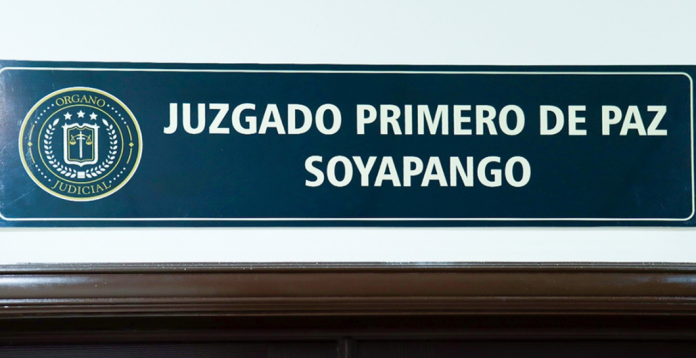 ORGANO
JUDICIAL
JUZGADO PRIMERO DE PAZ
SOYAPANGO